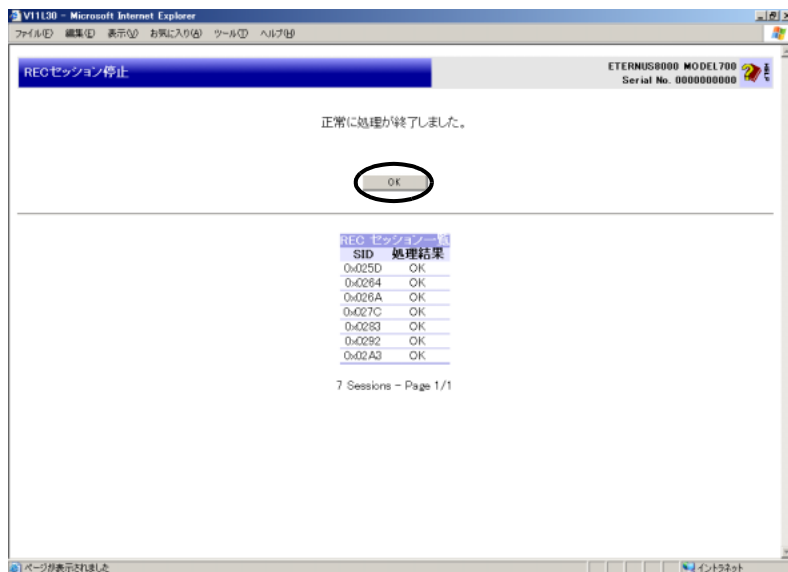 V11L30 - Microsoft Internet Explorer
ファイル(F) 編集(E) 表示(V) お気に入り(A) ツール(T) ヘルプ(H)
RECセッション停止
ETERNUS8000 MODEL700
Serial No. 0000000000
正常に処理が終了しました。
OK
REC セッション一覧
SID 処理結果
0x025D OK
0x0264 OK
0x026A OK
0x027C OK
0x0283 OK
0x0292 OK
0x02A3 OK
7 Sessions - Page 1/1
ページが表示されました
イントラネット